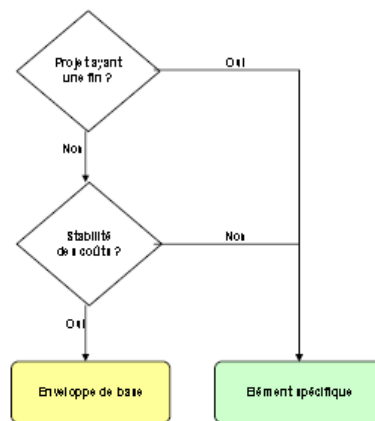 Projet ayant
une fin ?
Oui
Non
Stabilité
des coûts ?
Non
Oui
Enveloppe de base
Elément spécifique